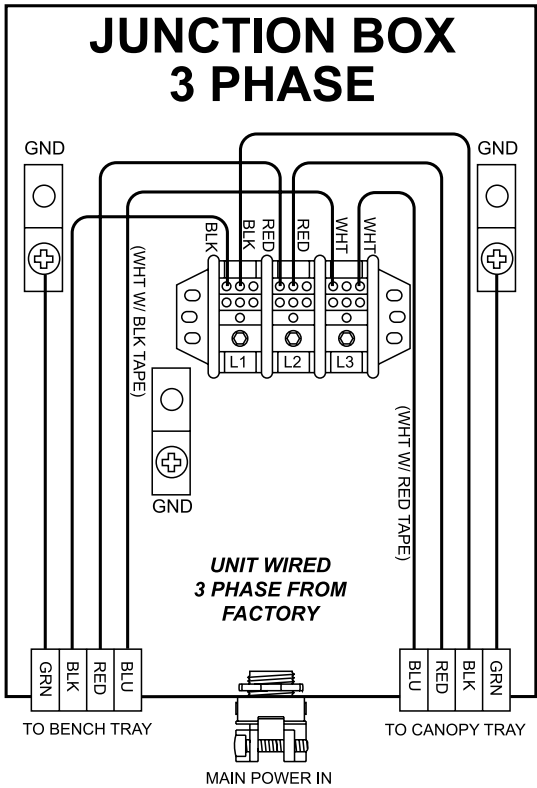 JUNCTION BOX
3 PHASE
GND
GND
BLK
BLK
RED
RED
WHT
WHT
(WHT W/ BLK TAPE)
L1
L2
L3
GND
(WHT W/ RED TAPE)
UNIT WIRED
3 PHASE FROM
FACTORY
GRN
BLK
RED
BLU
BLU
RED
BLK
GRN
TO BENCH TRAY
TO CANOPY TRAY
MAIN POWER IN